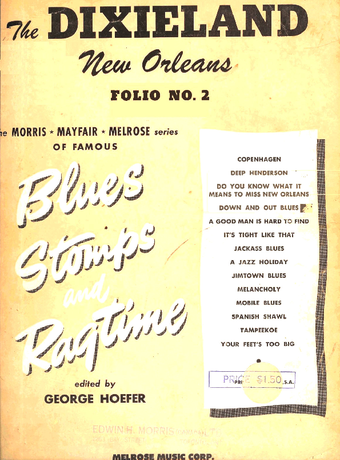 The DIXIELAND
New Orleans
FOLIO NO. 2
he MORRIS ★ MAYFAIR ★ MELROSE series
OF FAMOUS
Blues
Stomps
and
Ragtime
edited by
GEORGE HOEFER
COPENHAGEN
DEEP HENDERSON
DO YOU KNOW WHAT IT
MEANS TO MISS NEW ORLEANS
DOWN AND OUT BLUES
A GOOD MAN IS HARD TO FIND
IT'S TIGHT LIKE THAT
JACKASS BLUES
A JAZZ HOLIDAY
JIMTOWN BLUES
MELANCHOLY
MOBILE BLUES
SPANISH SHAWL
TAMPEEKOE
YOUR FEET'S TOO BIG
PRICE $1.50 S.A.
EDWIN H. MORRIS
MELROSE MUSIC CORP.